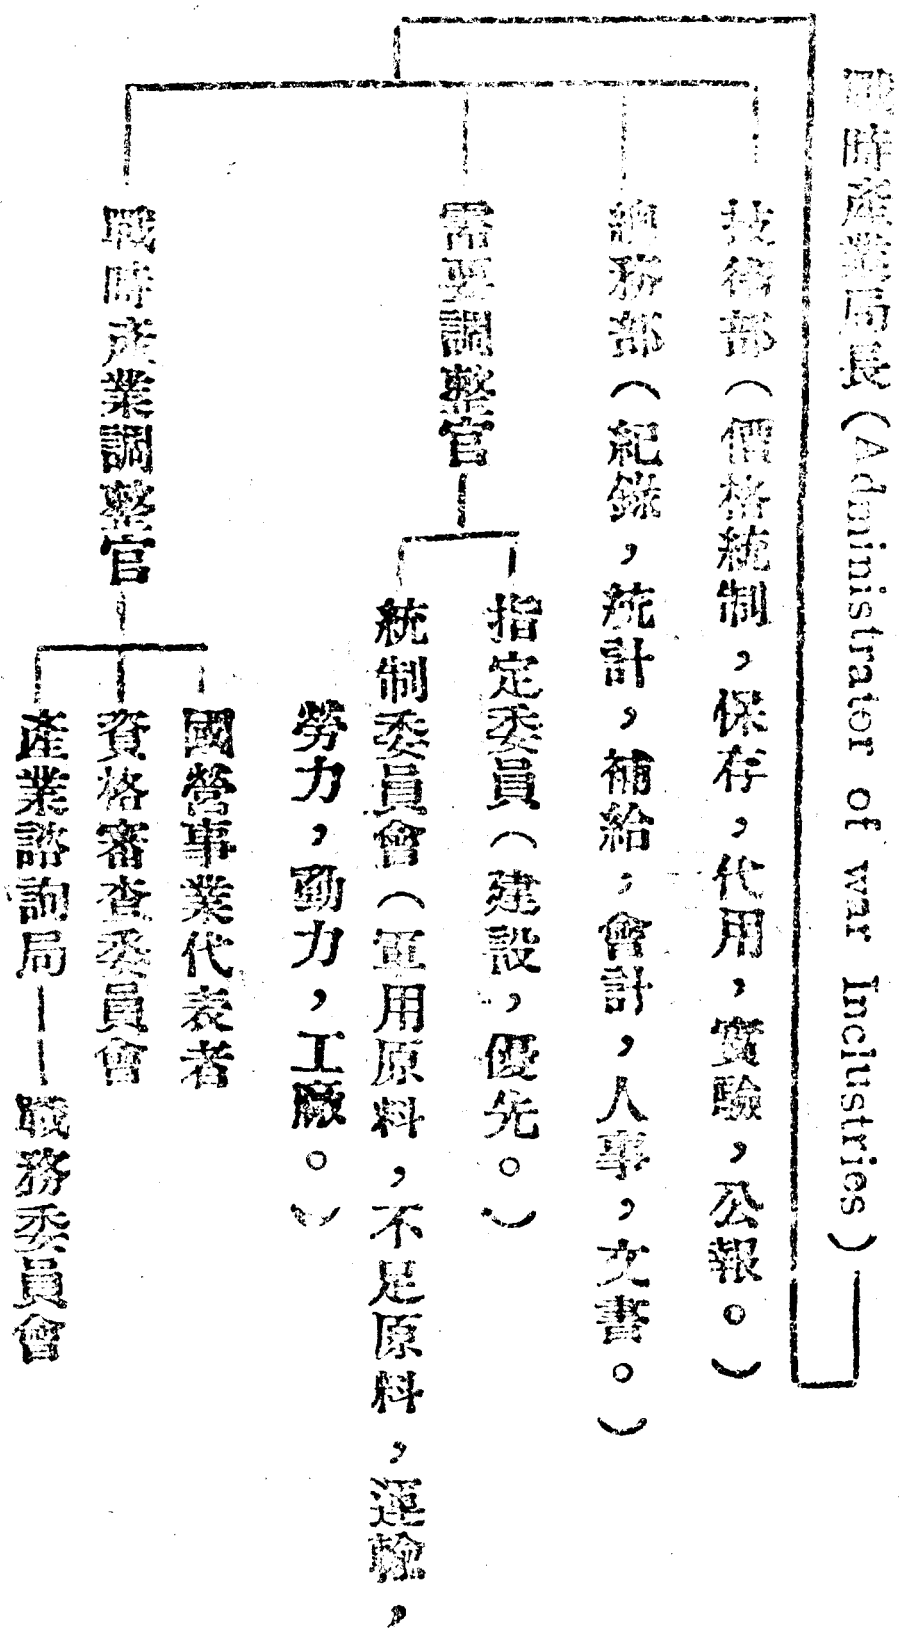 戰時產業局長(Administrator of war Inclustries)
技術部(價格統制,保存,代用,實驗,公報。)
總務部(紀錄,統計,補給,會計,人事,文書。)
需要調整官
指定委員(建設,優先。)
統制委員會(軍用原料,不足原料,運輸,
勞力,動力,工廠。)
戰時產業調整官
國營事業代表者
資格審查委員會
產業諮詢局——職務委員會